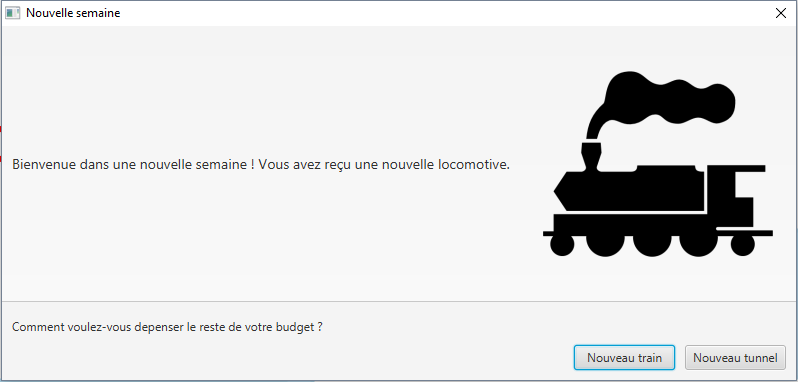 Nouvelle semaine
Bienvenue dans une nouvelle semaine ! Vous avez reçu une nouvelle locomotive.
Comment voulez-vous depenser le reste de votre budget ?
Nouveau train
Nouveau tunnel